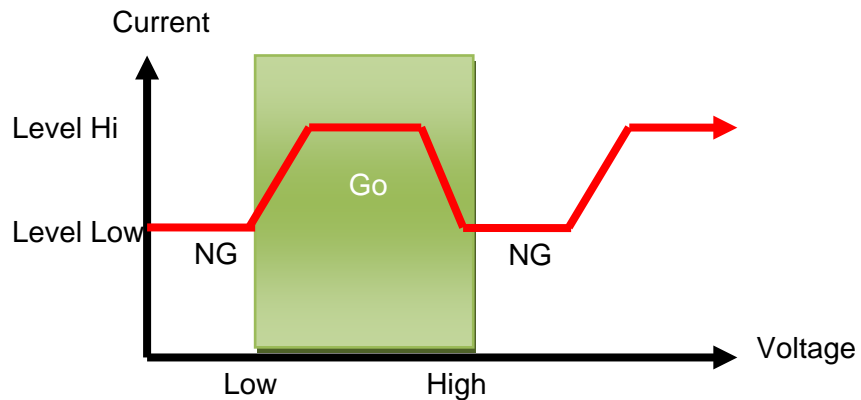 Current
Level Hi
Go
Level Low
NG
NG
Voltage
Low
High